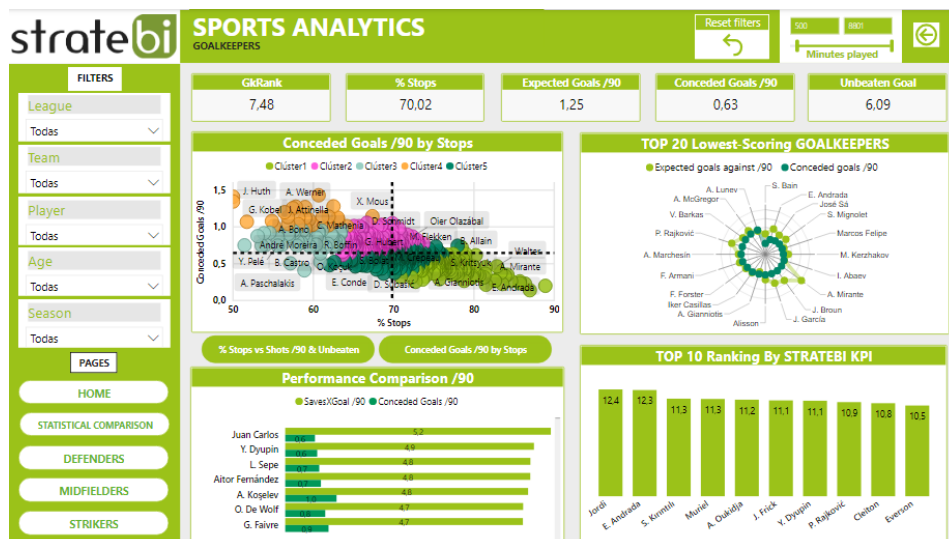 stratebi
SPORTS ANALYTICS
GOALKEEPERS
Reset filters
500
8801
Minutes played
FILTERS
League
Todas
Team
Todas
Player
Todas
Age
Todas
Season
Todas
PAGES
HOME
STATISTICAL COMPARISON
DEFENDERS
MIDFIELDERS
STRIKERS
GkRank
7,48
% Stops
70,02
Expected Goals /90
1,25
Conceded Goals /90
0,63
Unbeaten Goal
6,09
Conceded Goals /90 by Stops
Clúster1 Clúster2 Clúster3 Clúster4 Clúster5
Conceded Goals /90
1,5
1,0
0,5
0,0
J. Huth
A. Werner
X. Mous
G. Kobel
J. Attinella
C. Mathenia
D. Schmidt
Oier Olazábal
A. Bono
André Moreira
R. Boffin
G. Hubert
M. Flekken
B. Allain
Waltes
Y. Pelé
B. Castro
S. Kritsyuk
A. Mirante
A. Paschalakis
E. Conde
D. Subašić
A. Giannotis
E. Andrada
50 60 70 80 90
% Stops
% Stops vs Shots /90 & Unbeaten
Conceded Goals /90 by Stops
TOP 20 Lowest-Scoring GOALKEEPERS
Expected goals against /90 Conceded goals /90
S. Bain
E. Andrada
José Sá
S. Mignolet
Marcos Felipe
M. Kerzhakov
I. Abaev
A. Mirante
J. Broun
J. García
Alisson
A. Giannotis
Iker Casillas
F. Forster
F. Armani
A. Marchesin
P. Rajković
V. Barkas
A. McGregor
A. Lunev
Performance Comparison /90
SavesXGoal /90 Conceded Goals /90
Juan Carlos 5,2
0,6
Y. Dyupin 4,9
0,6
L. Sepe 4,8
0,7
Aitor Fernández 4,8
0,7
A. Koşelev 4,8
1,0
O. De Wolf 4,7
0,8
G. Faivre 4,7
0,9
TOP 10 Ranking By STRATEBI KPI
12,4 12,3 11,3 11,3 11,2 11,1 11,1 10,9 10,8 10,5
Jordi E. Andrada S. Kırıntılı Muriel A. Oukidja J. Frick Y. Dyupin P. Rajković Cleiton Everson